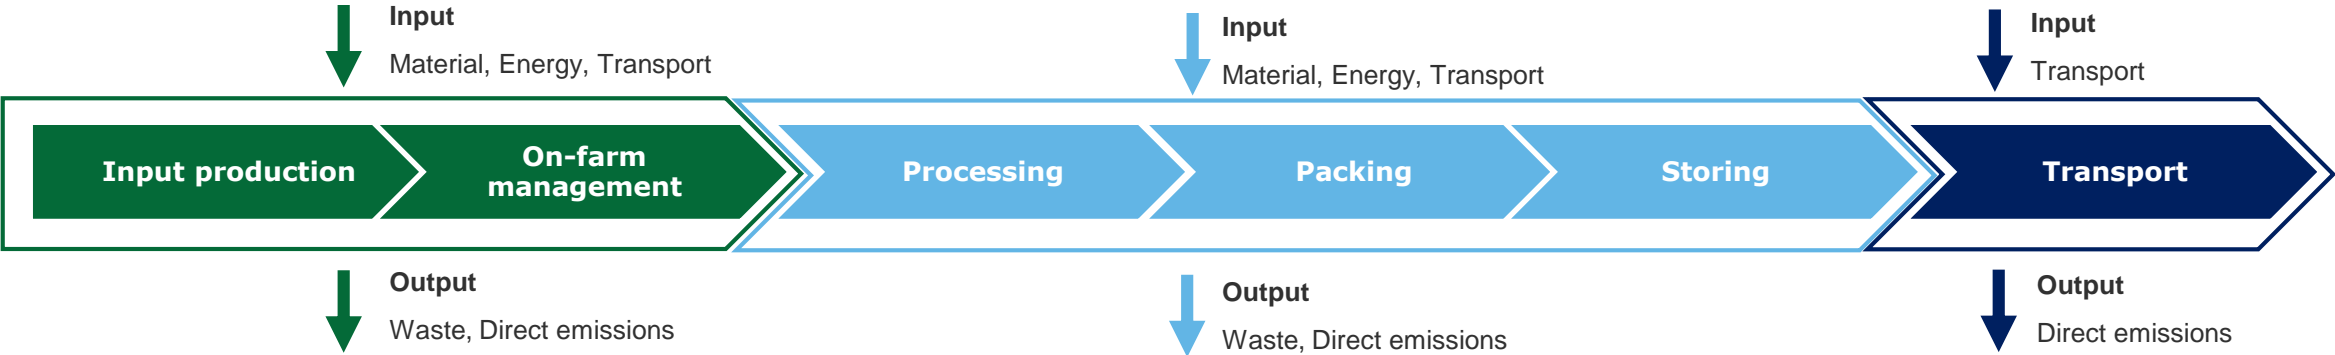 Input
Material, Energy, Transport
Input
Material, Energy, Transport
Input
Transport
Input production
On-farm
management
Processing
Packing
Storing
Transport
Output
Waste, Direct emissions
Output
Waste, Direct emissions
Output
Direct emissions